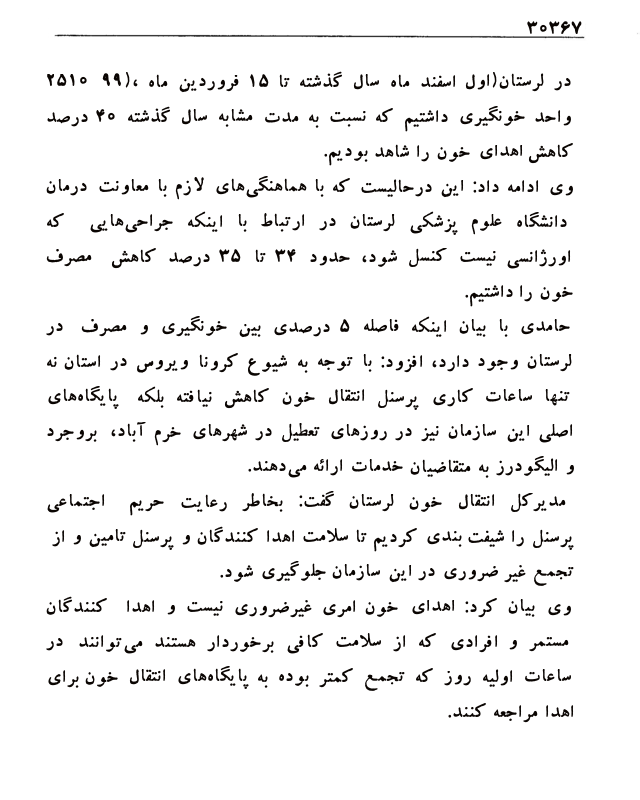 ۳۰۳۶۷
در لرستان(اول اسفند ماه سال گذشته تا ۱۵ فروردین ماه ،(۹۹ ۲۵۱۰
واحد خونگیری داشتیم که نسبت به مدت مشابه سال گذشته ۴۰ درصد
کاهش اهدای خون را شاهد بودیم.
وی ادامه داد: این درحالیست که با هماهنگی‌های لازم با معاونت درمان
دانشگاه علوم پزشکی لرستان در ارتباط با اینکه جراحی‌هایی که
اورژانسی نیست کنسل شود، حدود ۳۴ تا ۳۵ درصد کاهش مصرف
خون را داشتیم.
حامدی با بیان اینکه فاصله ۵ درصدی بین خونگیری و مصرف در
لرستان وجود دارد، افزود: با توجه به شیوع کرونا ویروس در استان نه
تنها ساعات کاری پرسنل انتقال خون کاهش نیافته بلکه پایگاه‌های
اصلی این سازمان نیز در روزهای تعطیل در شهرهای خرم آباد، بروجرد
و الیگودرز به متقاضیان خدمات ارائه می‌دهند.
مدیرکل انتقال خون لرستان گفت: بخاطر رعایت حریم اجتماعی
پرسنل را شیفت بندی کردیم تا سلامت اهدا کنندگان و پرسنل تامین و از
تجمع غیر ضروری در این سازمان جلوگیری شود.
وی بیان کرد: اهدای خون امری غیرضروری نیست و اهدا کنندگان
مستمر و افرادی که از سلامت کافی برخوردار هستند می‌توانند در
ساعات اولیه روز که تجمع کمتر بوده به پایگاه‌های انتقال خون برای
اهدا مراجعه کنند.